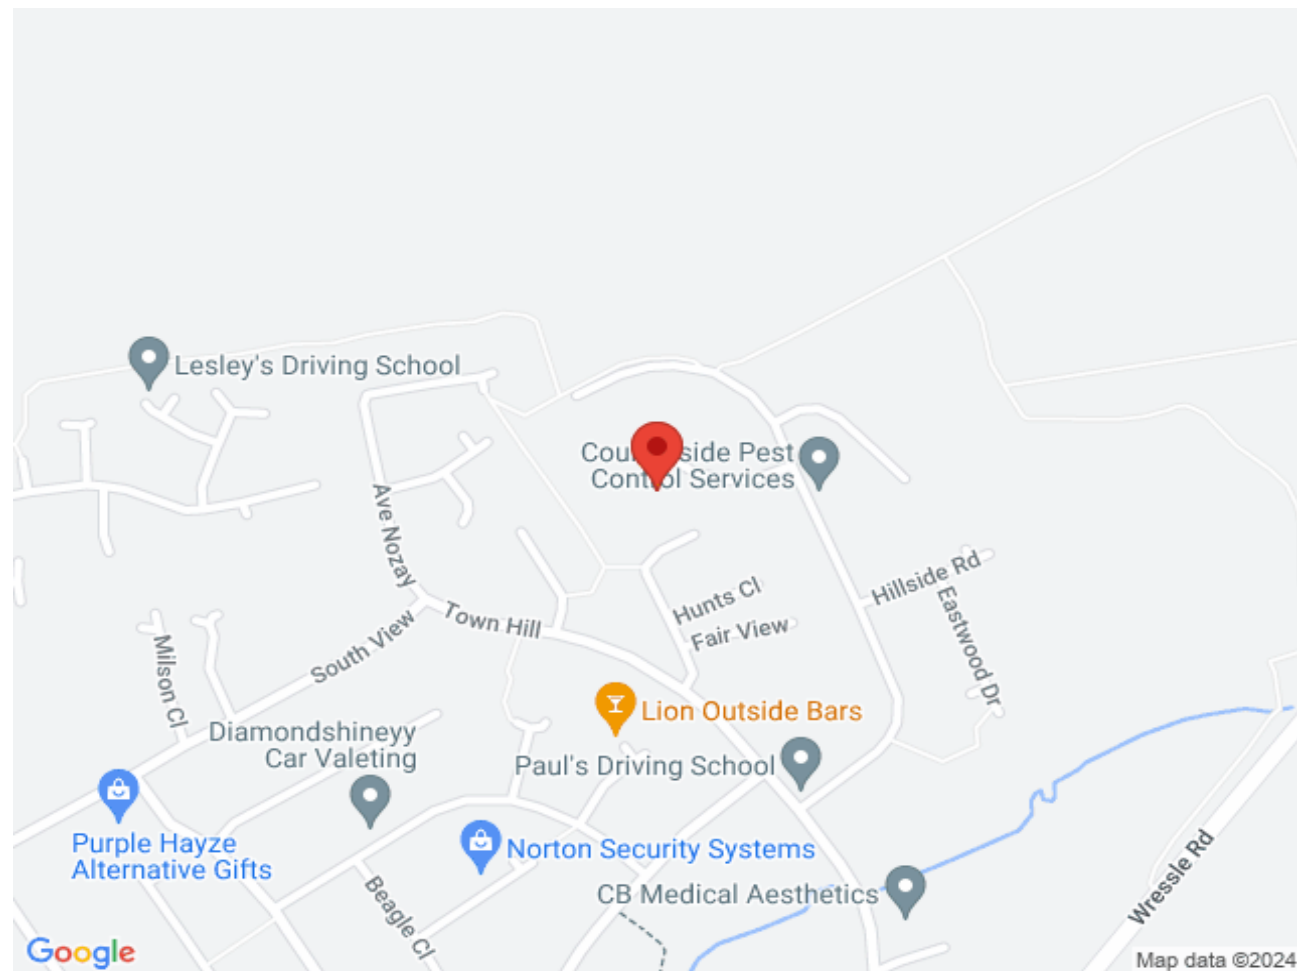 Lesley's Driving School
Coun side Pest
Control Services
Ave Nozay
Hillside Rd
Hunts Cl
Fair View
Eastwood Dr
Town Hill
South View
Milson Cl
Lion Outside Bars
Diamondshineyy
Car Valeting
Paul's Driving School
Purple Hayze
Alternative Gifts
Norton Security Systems
CB Medical Aesthetics
Beagle Cl
Wressle Rd
Google
Map data ©2024